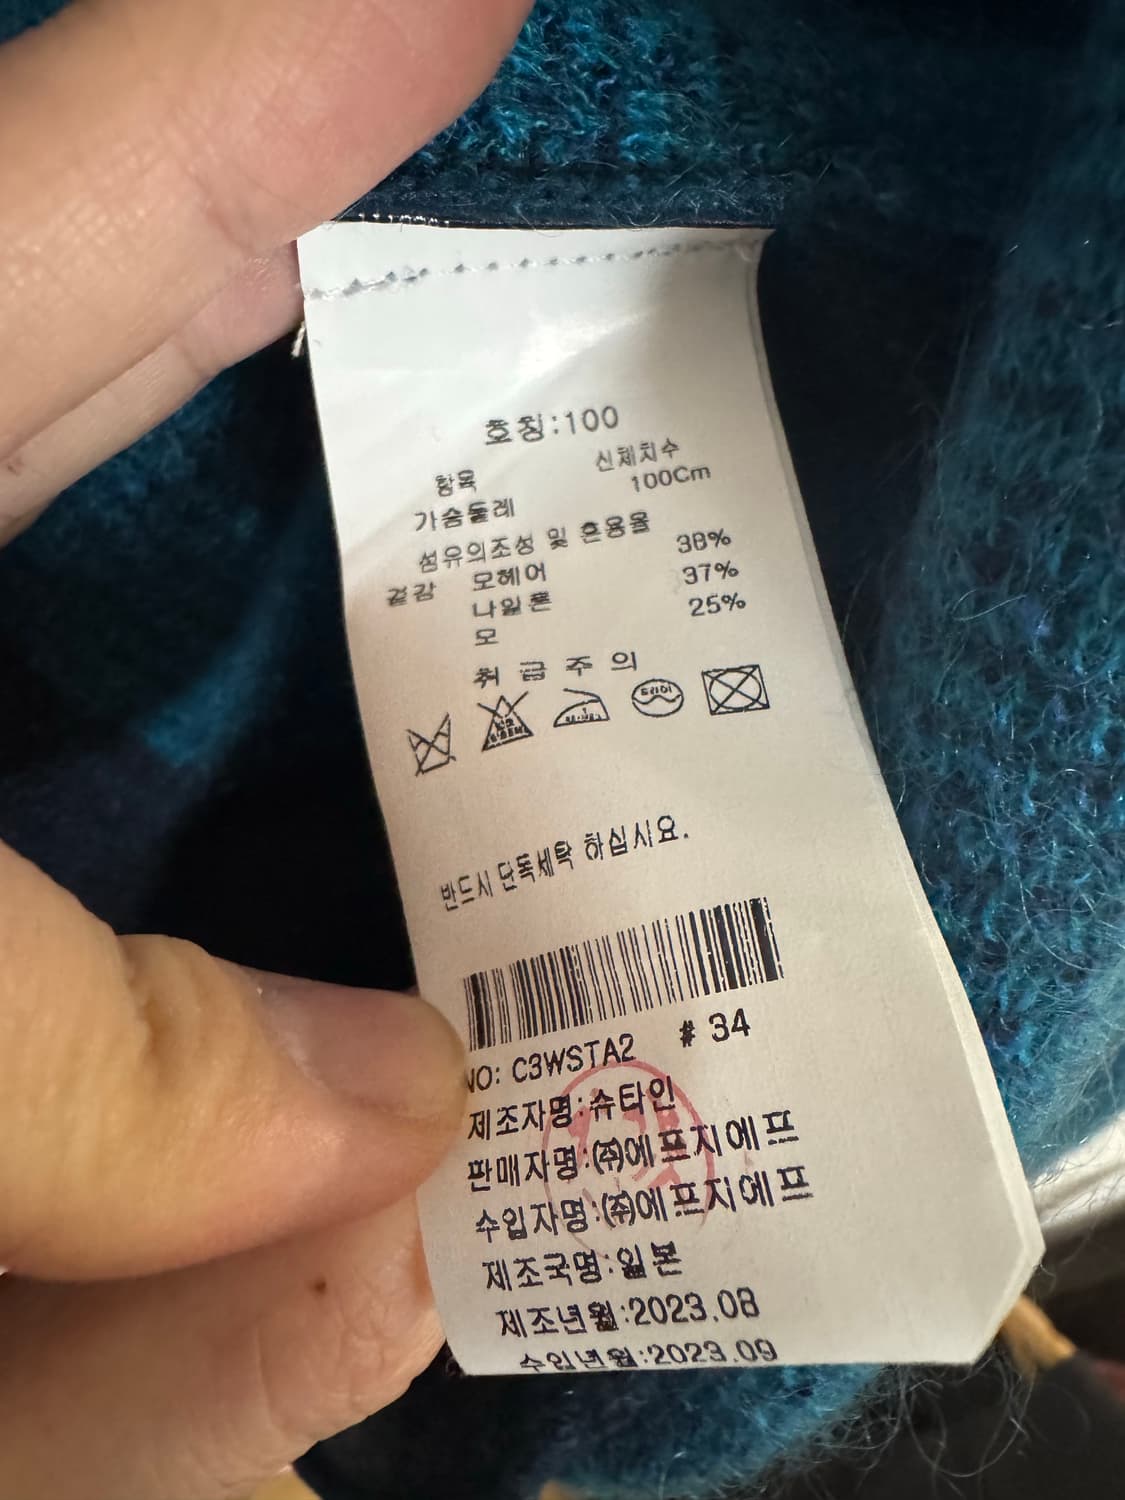 호칭:100
항목 신체치수
가슴둘레 100Cm
섬유의조성 및 혼용율
겉감 모헤어 38%
나일론 37%
모 25%
취급주의
드라이
반드시 단독세탁 하십시요.
NO: C3WSTA2 # 34
제조자명:슈타인
판매자명:(주)에프지에프
수입자명:(주)에프지에프
제조국명:일본
제조년월:2023.08
수입년월:2023.09